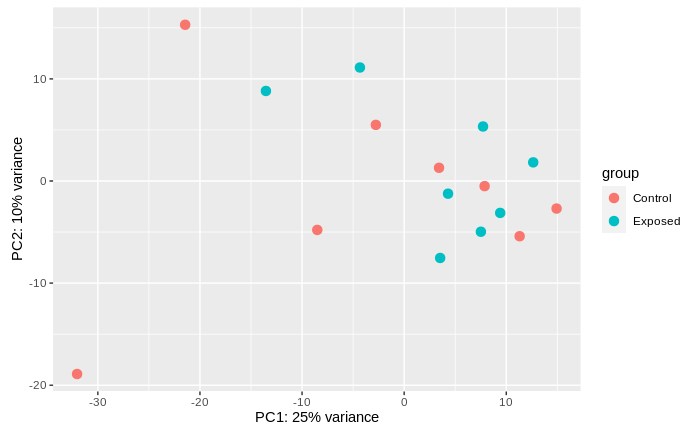 10
0
-10
-20
-30
-20
-10
0
10
PC1: 25% variance
PC2: 10% variance
group
Control
Exposed